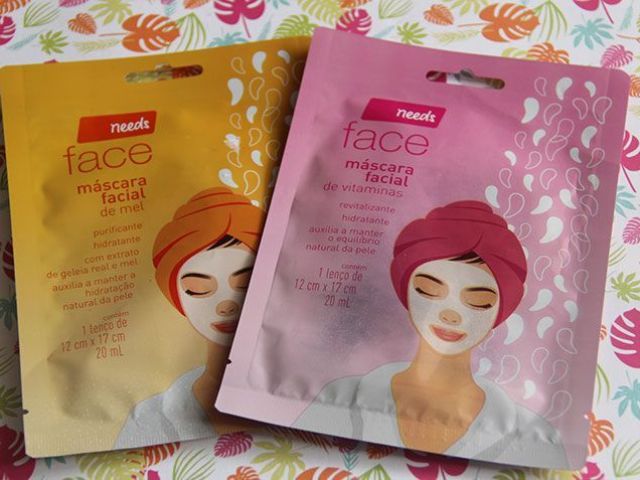 needs
face
máscara
facial
de mel
purificante
hidratante
com extrato
de geleia real e mel
auxilia a manter a
hidratação
natural da pele
contém
1 lenço de
12 cm x 17 cm
20 mL
needs
face
máscara
facial
de vitaminas
revitalizante
hidratante
auxilia a manter
o equilíbrio
natural da pele
contém
1 lenço de
12 cm x 17 cm
20 mL